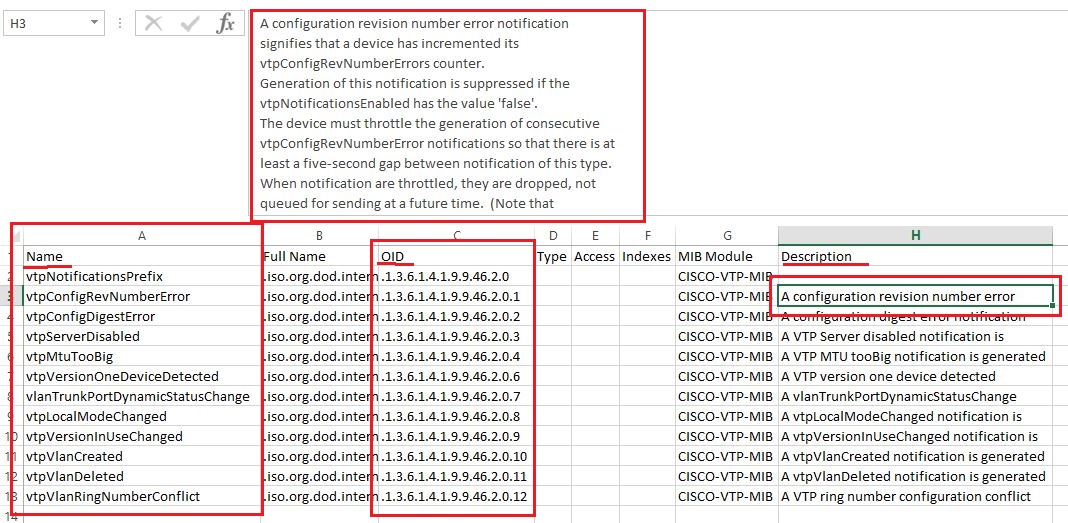 H3
fx
A configuration revision number error notification
signifies that a device has incremented its
vtpConfigRevNumberErrors counter.
Generation of this notification is suppressed if the
vtpNotificationsEnabled has the value 'false'.
The device must throttle the generation of consecutive
vtpConfigRevNumberError notifications so that there is at
least a five-second gap between notification of this type.
When notification are throttled, they are dropped, not
queued for sending at a future time.  (Note that
A B C D E F G H
1 Name Full Name OID Type Access Indexes MIB Module Description
2 vtpNotificationsPrefix .iso.org.dod.intern .1.3.6.1.4.1.9.9.46.2.0 CISCO-VTP-MIB
3 vtpConfigRevNumberError .iso.org.dod.intern .1.3.6.1.4.1.9.9.46.2.0.1 CISCO-VTP-MIB A configuration revision number error
4 vtpConfigDigestError .iso.org.dod.intern .1.3.6.1.4.1.9.9.46.2.0.2 CISCO-VTP-MIB A configuration digest error notification
5 vtpServerDisabled .iso.org.dod.intern .1.3.6.1.4.1.9.9.46.2.0.3 CISCO-VTP-MIB A VTP Server disabled notification is
6 vtpMtuTooBig .iso.org.dod.intern .1.3.6.1.4.1.9.9.46.2.0.4 CISCO-VTP-MIB A VTP MTU tooBig notification is generated
7 vtpVersionOneDeviceDetected .iso.org.dod.intern .1.3.6.1.4.1.9.9.46.2.0.6 CISCO-VTP-MIB A VTP version one device detected
8 vlanTrunkPortDynamicStatusChange .iso.org.dod.intern .1.3.6.1.4.1.9.9.46.2.0.7 CISCO-VTP-MIB A vlanTrunkPortDynamicStatusChange
9 vtpLocalModeChanged .iso.org.dod.intern .1.3.6.1.4.1.9.9.46.2.0.8 CISCO-VTP-MIB A vtpLocalModeChanged notification is
10 vtpVersionInUseChanged .iso.org.dod.intern .1.3.6.1.4.1.9.9.46.2.0.9 CISCO-VTP-MIB A vtpVersionInUseChanged notification is
11 vtpVlanCreated .iso.org.dod.intern .1.3.6.1.4.1.9.9.46.2.0.10 CISCO-VTP-MIB A vtpVlanCreated notification is generated
12 vtpVlanDeleted .iso.org.dod.intern .1.3.6.1.4.1.9.9.46.2.0.11 CISCO-VTP-MIB A vtpVlanDeleted notification is generated
13 vtpVlanRingNumberConflict .iso.org.dod.intern .1.3.6.1.4.1.9.9.46.2.0.12 CISCO-VTP-MIB A VTP ring number configuration conflict
14